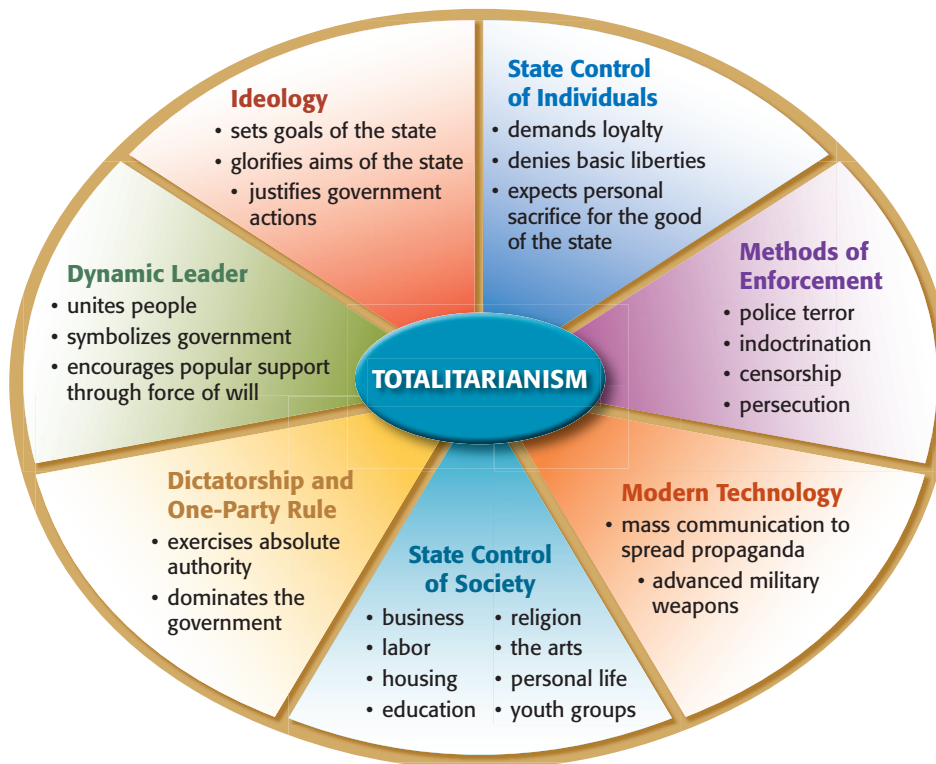 Ideology
• sets goals of the state
• glorifies aims of the state
• justifies government
actions
State Control
of Individuals
• demands loyalty
• denies basic liberties
• expects personal
sacrifice for the good
of the state
Dynamic Leader
• unites people
• symbolizes government
• encourages popular support
through force of will
Methods of
Enforcement
• police terror
• indoctrination
• censorship
• persecution
TOTALITARIANISM
Dictatorship and
One-Party Rule
• exercises absolute
authority
• dominates the
government
State Control
of Society
• business
• labor
• housing
• education
• religion
• the arts
• personal life
• youth groups
Modern Technology
• mass communication to
spread propaganda
• advanced military
weapons